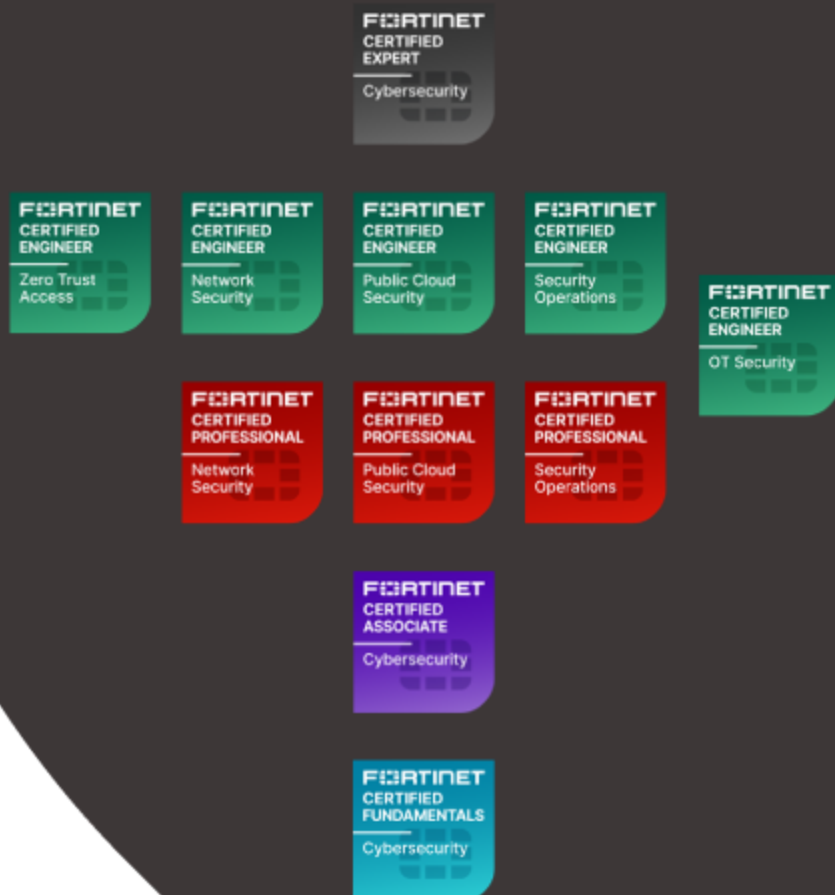 FORTINET
CERTIFIED
EXPERT
Cybersecurity
FORTINET
CERTIFIED
ENGINEER
Zero Trust
Access
FORTINET
CERTIFIED
ENGINEER
Network
Security
FORTINET
CERTIFIED
ENGINEER
Public Cloud
Security
FORTINET
CERTIFIED
ENGINEER
Security
Operations
FORTINET
CERTIFIED
ENGINEER
OT Security
FORTINET
CERTIFIED
PROFESSIONAL
Network
Security
FORTINET
CERTIFIED
PROFESSIONAL
Public Cloud
Security
FORTINET
CERTIFIED
PROFESSIONAL
Security
Operations
FORTINET
CERTIFIED
ASSOCIATE
Cybersecurity
FORTINET
CERTIFIED
FUNDAMENTALS
Cybersecurity